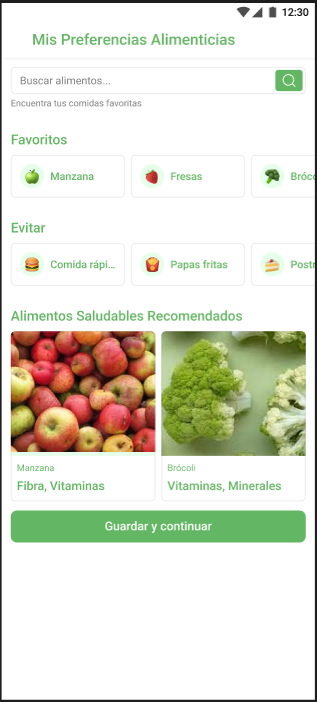 12:30
Mis Preferencias Alimenticias
Buscar alimentos...
Encuentra tus comidas favoritas
Favoritos
Manzana Fresas Bróco
Evitar
Comida rápi... Papas fritas Postr
Alimentos Saludables Recomendados
Manzana Brócoli
Fibra, Vitaminas Vitaminas, Minerales
Guardar y continuar